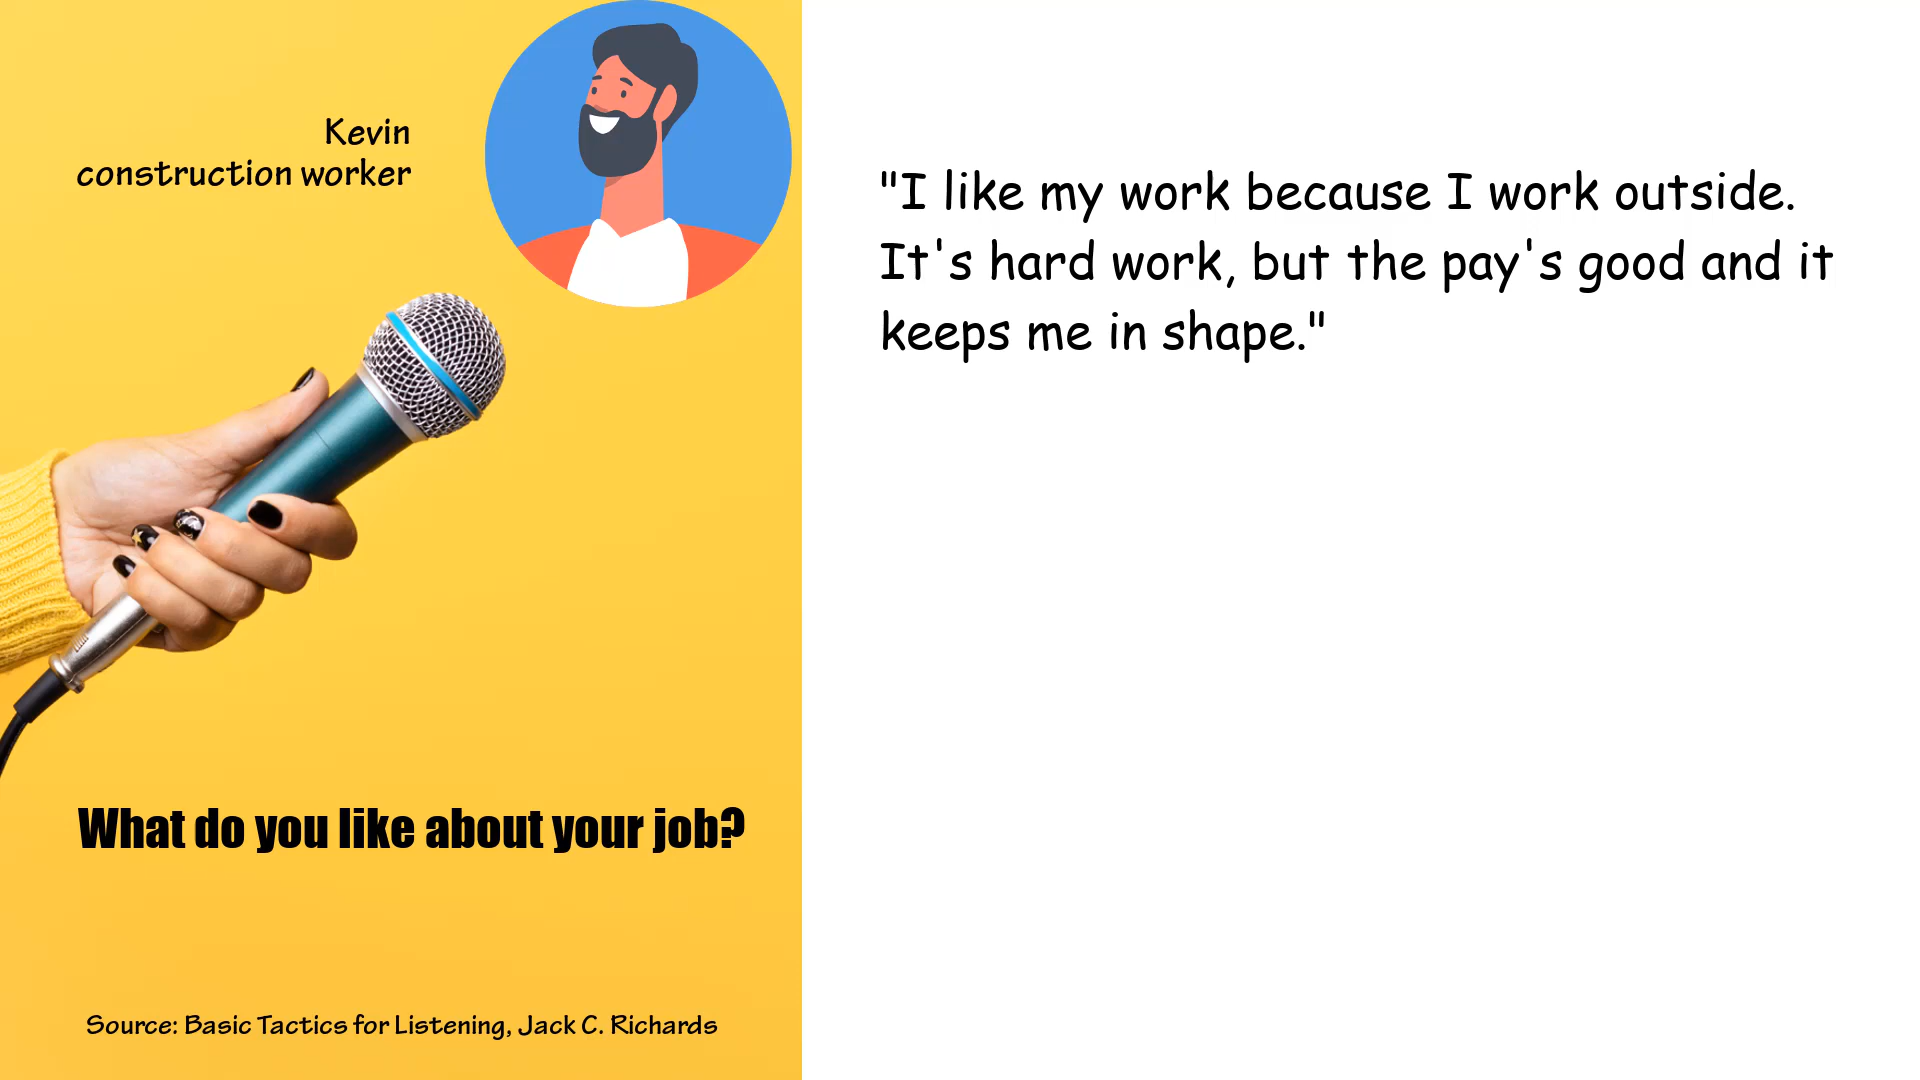 Kevin
construction worker
"I like my work because I work outside.
It's hard work, but the pay's good and it
keeps me in shape."
What do you like about your job?
Source: Basic Tactics for Listening, Jack C. Richards